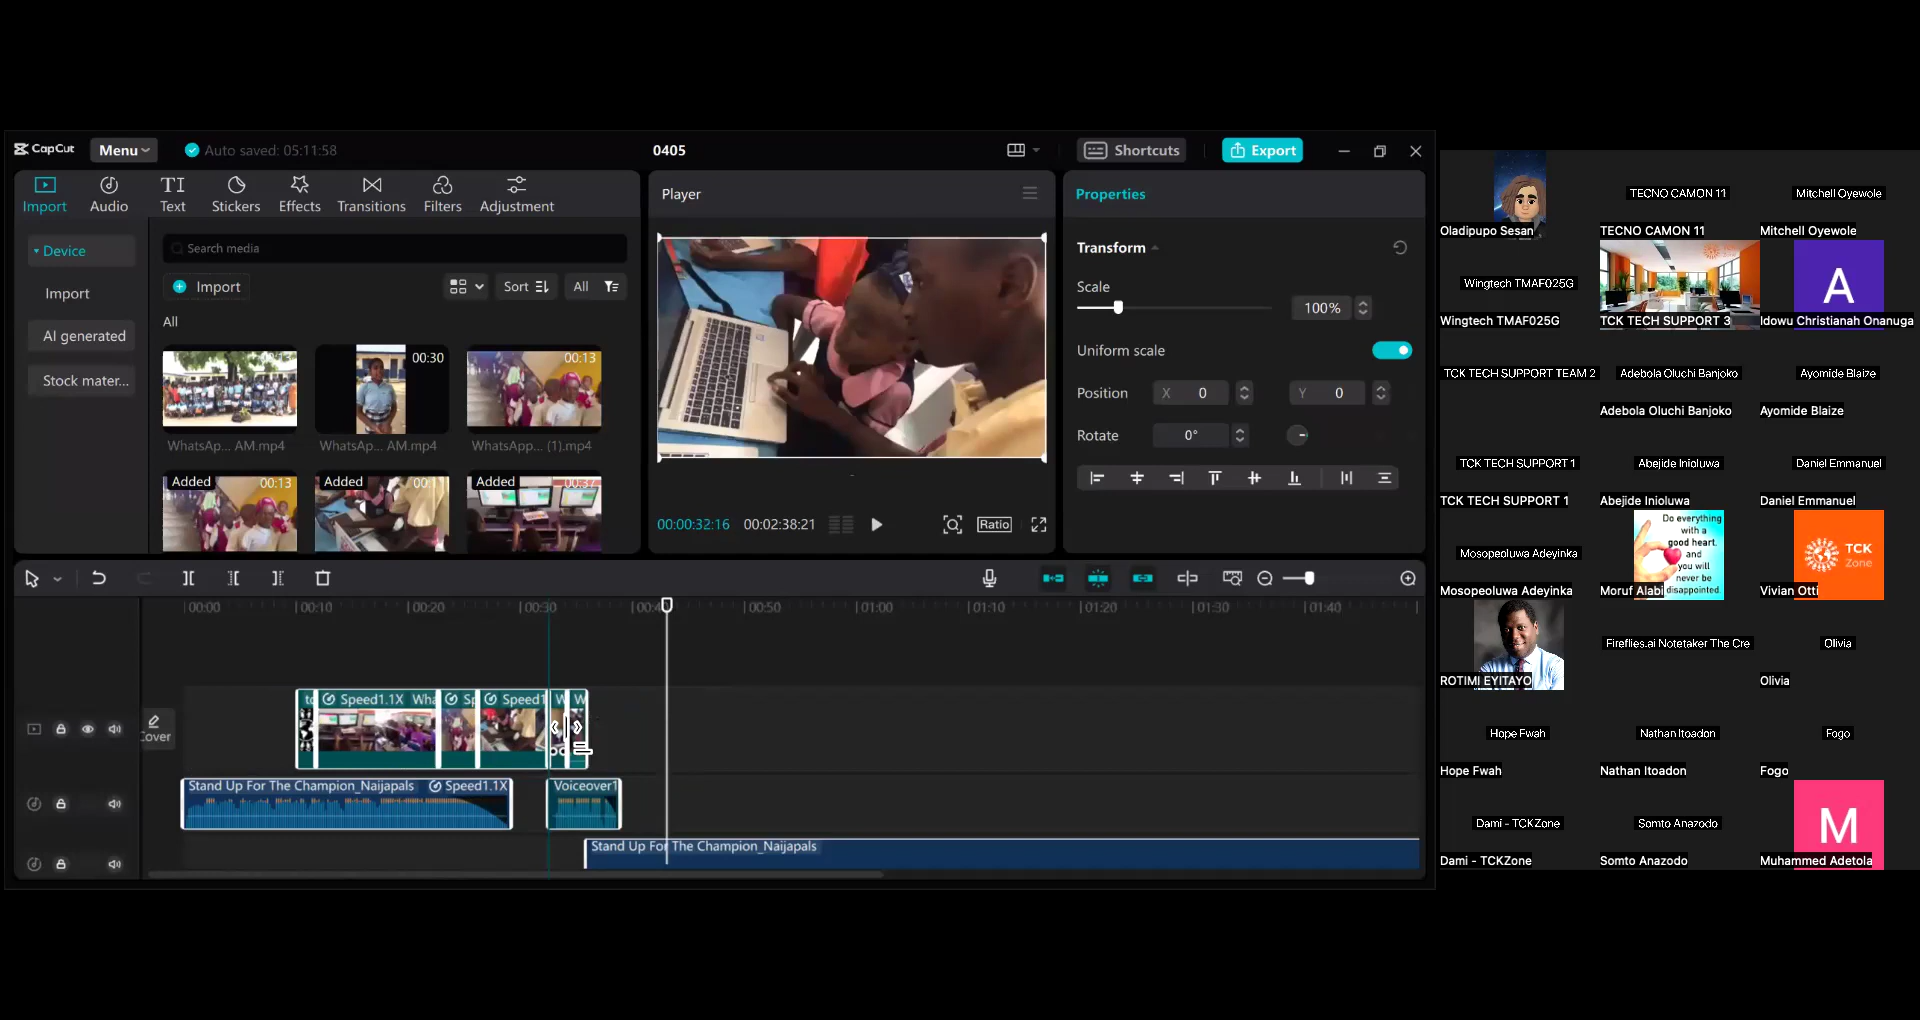 CapCut
Menu
Auto saved: 05:11:58
0405
Shortcuts
Export
Import
Audio
TI
Text
Stickers
Effects
Transitions
Filters
Adjustment
Device
Import
AI generated
Stock mater...
Search media
Import
Sort
All
All
00:13
00:30
00:13
WhatsAp... AM.mp4
WhatsAp... AM.mp4
WhatsApp... (1).mp4
Added
00:13
Added
Added
00:37
Player
00:00:32:16
00:02:38:21
Ratio
Properties
Transform
Scale
100%
Uniform scale
Position
X 0
Y 0
Rotate
0°
00:00
00:10
00:20
00:30
00:50
01:00
01:10
01:20
01:30
01:40
Cover
Speed1.1X Wha
Sp
Speed1
W
W
Stand Up For The Champion_Naijapals
Speed1.1X
Voiceover1
Stand Up For The Champion_Naijapals
Oladipupo Sesan
TECNO CAMON 11
TECNO CAMON 11
Mitchell Oyewole
Mitchell Oyewole
Wingtech TMAF025G
Wingtech TMAF025G
TCK TECH SUPPORT 3
A
Idowu Christianah Onanuga
TCK TECH SUPPORT TEAM 2
Adebola Oluchi Banjoko
Adebola Oluchi Banjoko
Ayomide Blaize
Ayomide Blaize
TCK TECH SUPPORT 1
TCK TECH SUPPORT 1
Abejide Inioluwa
Abejide Inioluwa
Daniel Emmanuel
Daniel Emmanuel
Mosopeoluwa Adeyinka
Mosopeoluwa Adeyinka
Do everything
with a
good heart.
and
you will
never be
disappointed.
Moruf Alabi
TCK
Zone
Vivian Otti
ROTIMI EYITAYO
Fireflies.ai Notetaker The Cre
Olivia
Olivia
Hope Fwah
Hope Fwah
Nathan Itoadon
Nathan Itoadon
Fogo
Fogo
Dami - TCKZone
Dami - TCKZone
Somto Anazodo
Somto Anazodo
M
Muhammed Adetola